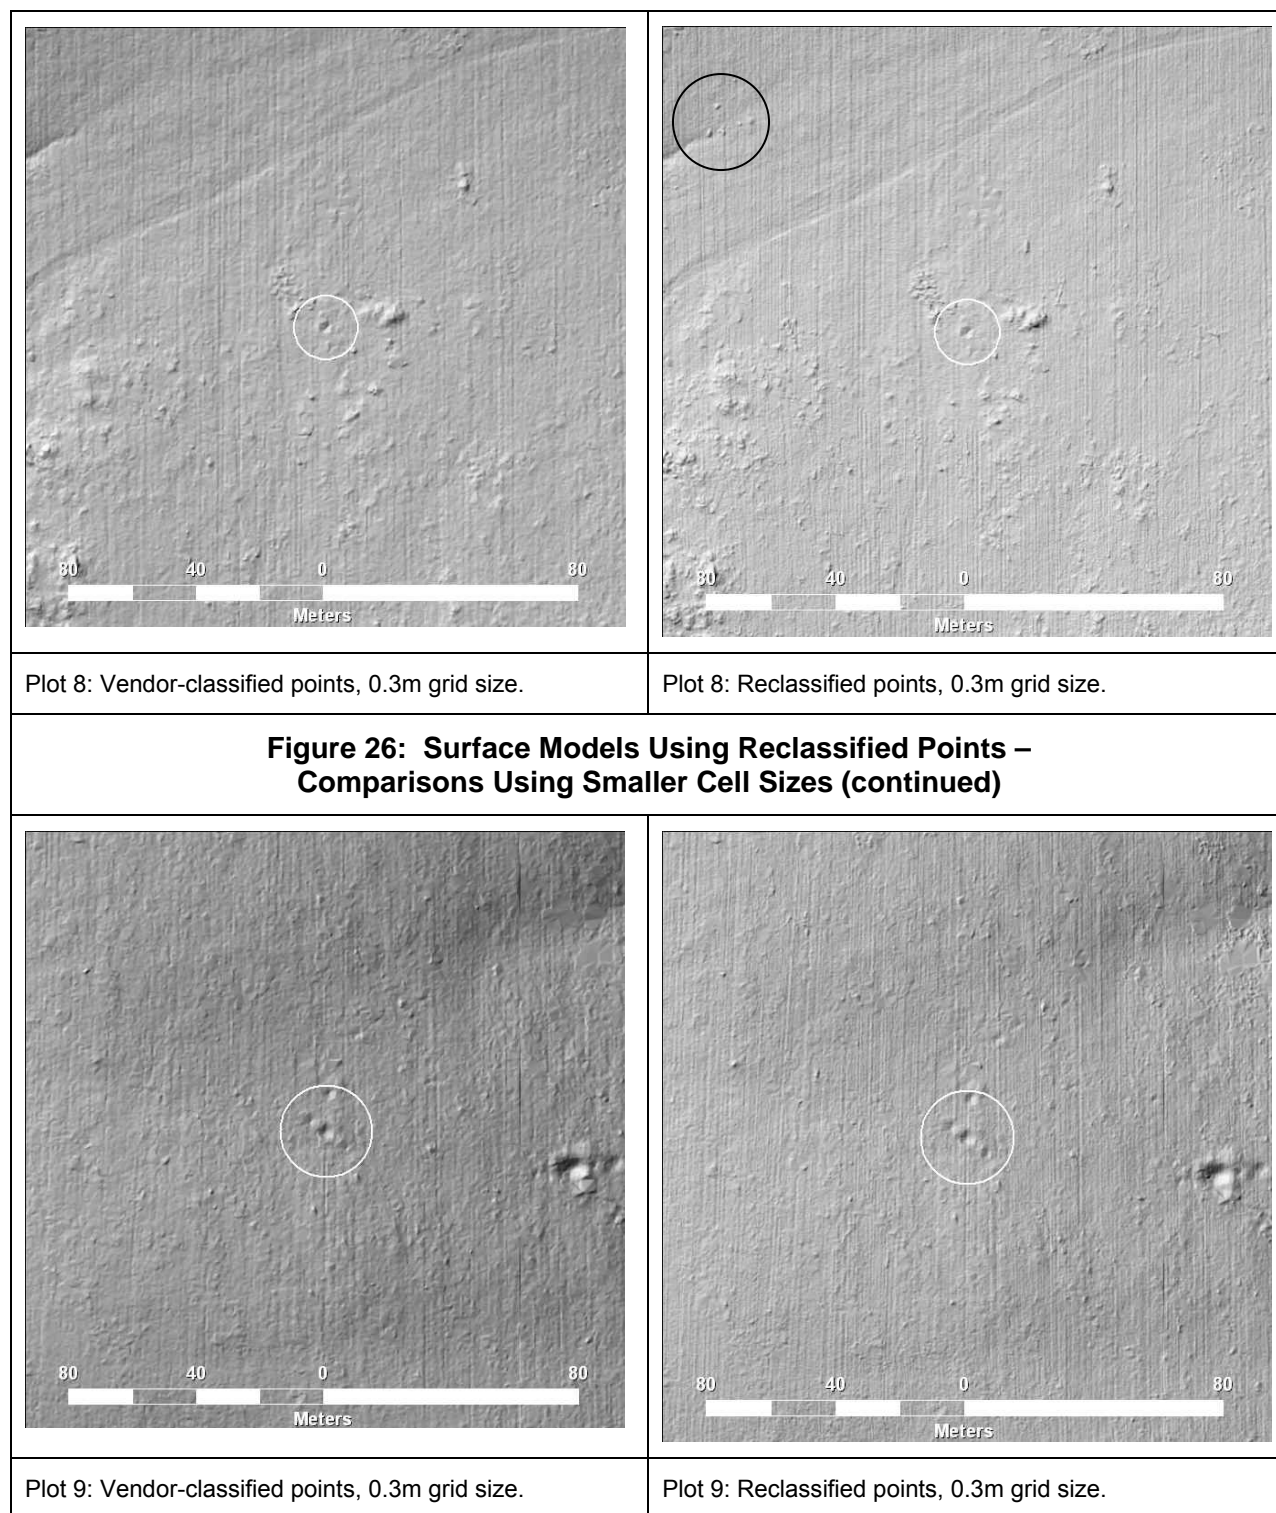 80 40 0 80
Meters
80 40 0 80
Meters
Plot 8: Vendor-classified points, 0.3m grid size.
Plot 8: Reclassified points, 0.3m grid size.
Figure 26: Surface Models Using Reclassified Points –
Comparisons Using Smaller Cell Sizes (continued)
80 40 0 80
Meters
80 40 0 80
Meters
Plot 9: Vendor-classified points, 0.3m grid size.
Plot 9: Reclassified points, 0.3m grid size.